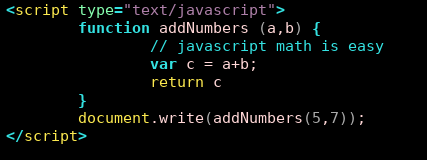 <script type="text/javascript">
        function addNumbers (a,b) {
                // javascript math is easy
                var c = a+b;
                return c
        }
        document.write(addNumbers(5,7));
</script>